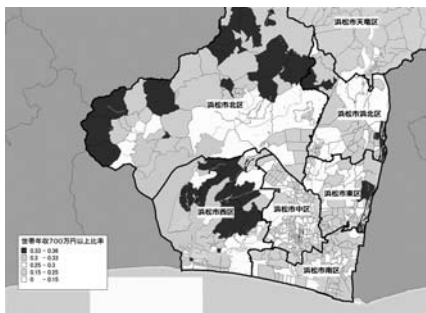 浜松市天竜区
浜松市北区
浜松市浜北区
浜松市東区
浜松市西区
浜松市中区
浜松市南区
世帯年収700万円以上比率
0.33 - 0.36
0.3 - 0.33
0.25 - 0.3
0.15 - 0.25
0 - 0.15